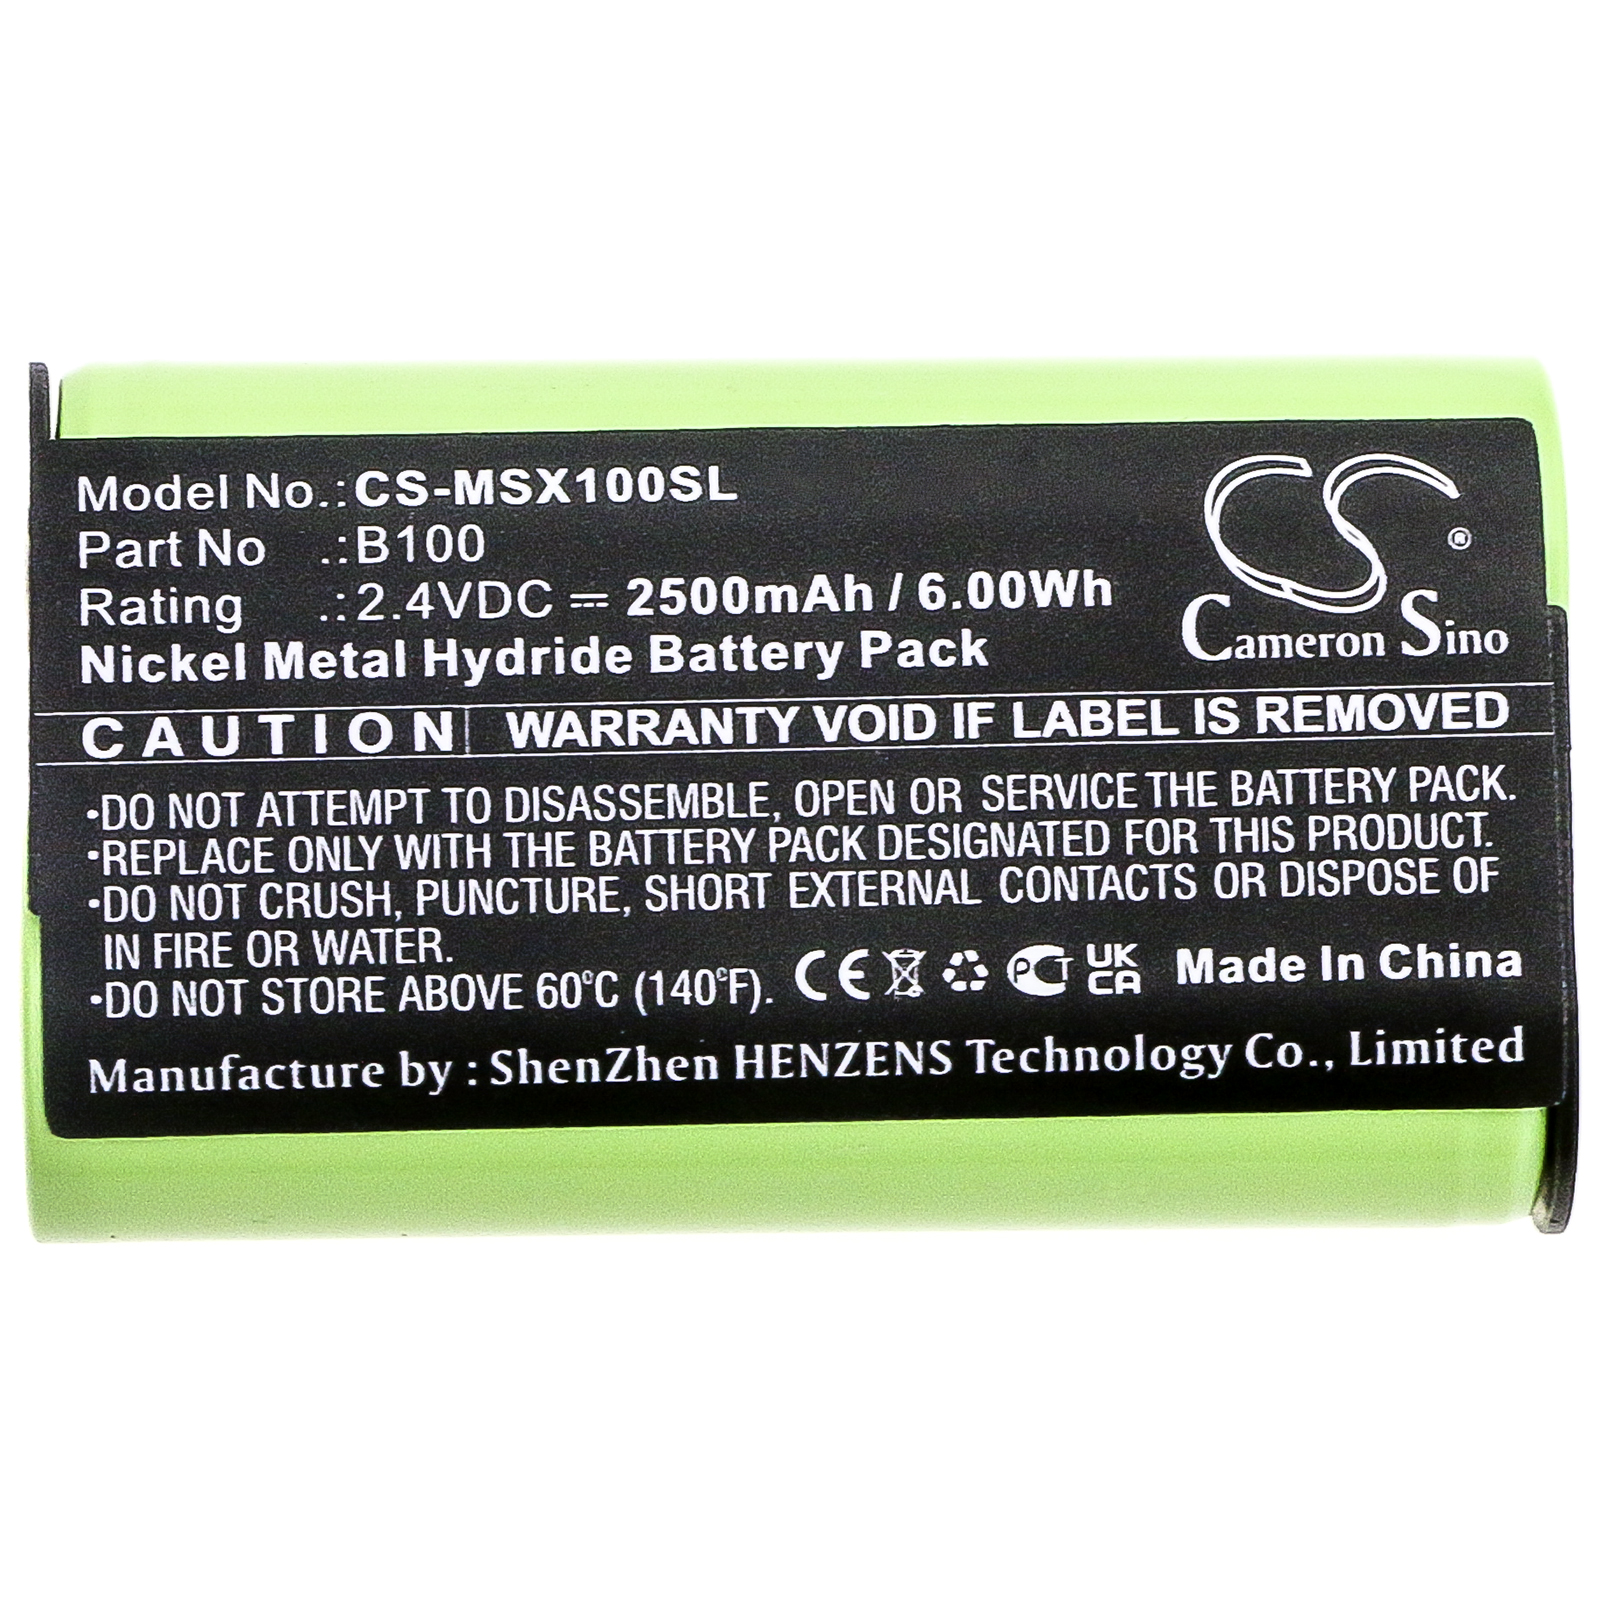 Model No.:CS-MSX100SL
Part No .:B100
Rating .:2.4VDC ⎓ 2500mAh / 6.00Wh
Nickel Metal Hydride Battery Pack
CS ®
Cameron Sino
CAUTION WARRANTY VOID IF LABEL IS REMOVED
•DO NOT ATTEMPT TO DISASSEMBLE, OPEN OR SERVICE THE BATTERY PACK.
•REPLACE ONLY WITH THE BATTERY PACK DESIGNATED FOR THIS PRODUCT.
•DO NOT CRUSH, PUNCTURE, SHORT EXTERNAL CONTACTS OR DISPOSE OF
IN FIRE OR WATER.
•DO NOT STORE ABOVE 60°C (140°F). CE PCT UK CA Made In China
Manufacture by : ShenZhen HENZENS Technology Co., Limited